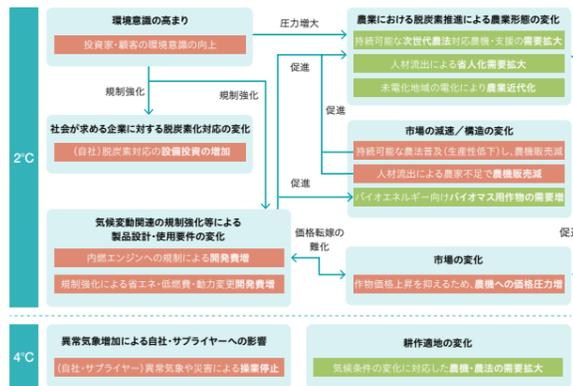 2℃
環境意識の高まり
投資家・顧客の環境意識の向上
圧力増大
農業における脱炭素推進による農業形態の変化
持続可能な次世代農法対応農機・支援の需要拡大
人材流出による省人化需要拡大
未電化地域の電化により農業近代化
規制強化
規制強化
促進
促進
社会が求める企業に対する脱炭素化対応の変化
（自社）脱炭素対応の設備投資の増加
市場の減速／構造の変化
持続可能な農法普及（生産性低下）し、農機販売減
人材流出による農家不足で農機販売減
バイオエネルギー向けバイオマス用作物の需要増
促進
気候変動関連の規制強化等による
製品設計・使用要件の変化
内燃エンジンへの規制による開発費増
規制強化による省エネ・低燃費・動力変更開発費増
価格転嫁の
難化
市場の変化
作物価格上昇を抑えるため、農機への価格圧力増
4℃
異常気象増加による自社・サプライヤーへの影響
（自社・サプライヤー）異常気象や災害による操業停止
耕作適地の変化
気候条件の変化に対応した農機・農法の需要拡大